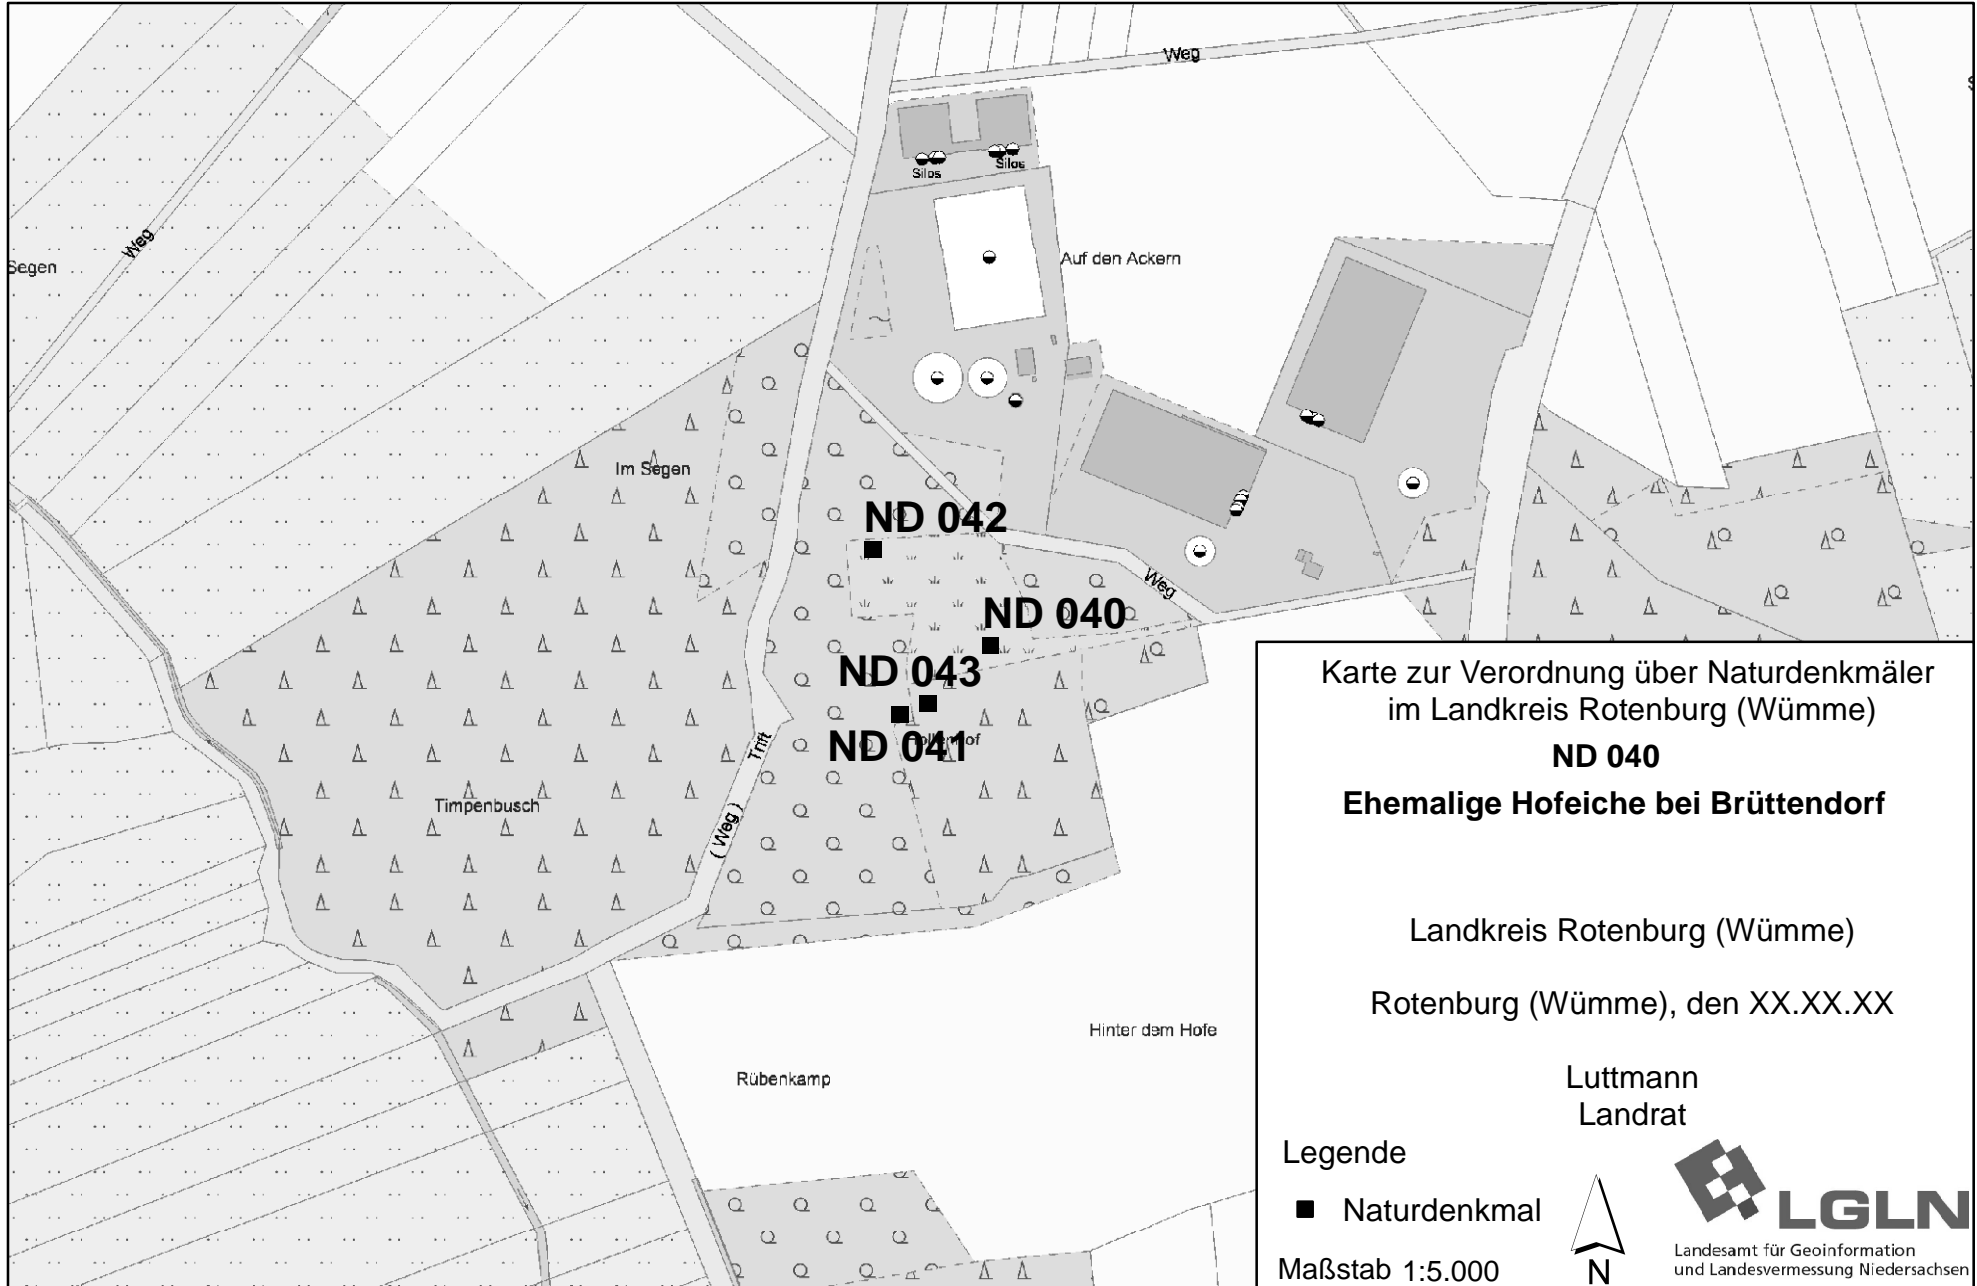 Weg
Silos
Silos
Weg
Segen
Auf den Ackern
Im Segen
ND 042
Weg
ND 040
ND 043
ND 041
Trift
(Weg)
Timpenbusch
Hinter dem Hofe
Rübenkamp
Karte zur Verordnung über Naturdenkmäler
im Landkreis Rotenburg (Wümme)
ND 040
Ehemalige Hofeiche bei Brüttendorf
Landkreis Rotenburg (Wümme)
Rotenburg (Wümme), den XX.XX.XX
Luttmann
Landrat
Legende
Naturdenkmal
Maßstab 1:5.000
N
LGLN
Landesamt für Geoinformation
und Landesvermessung Niedersachsen